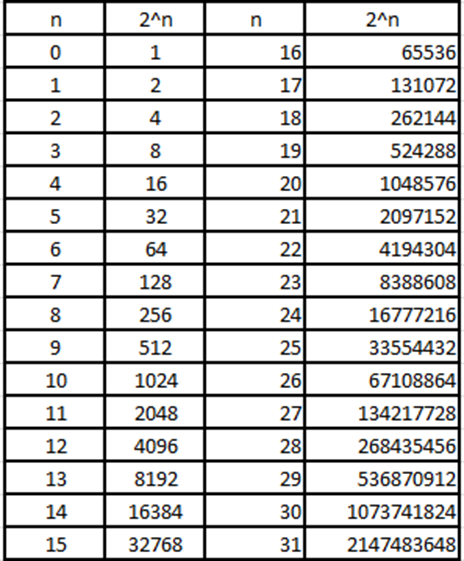 n 2^n n 2^n
0 1 16 65536
1 2 17 131072
2 4 18 262144
3 8 19 524288
4 16 20 1048576
5 32 21 2097152
6 64 22 4194304
7 128 23 8388608
8 256 24 16777216
9 512 25 33554432
10 1024 26 67108864
11 2048 27 134217728
12 4096 28 268435456
13 8192 29 536870912
14 16384 30 1073741824
15 32768 31 2147483648